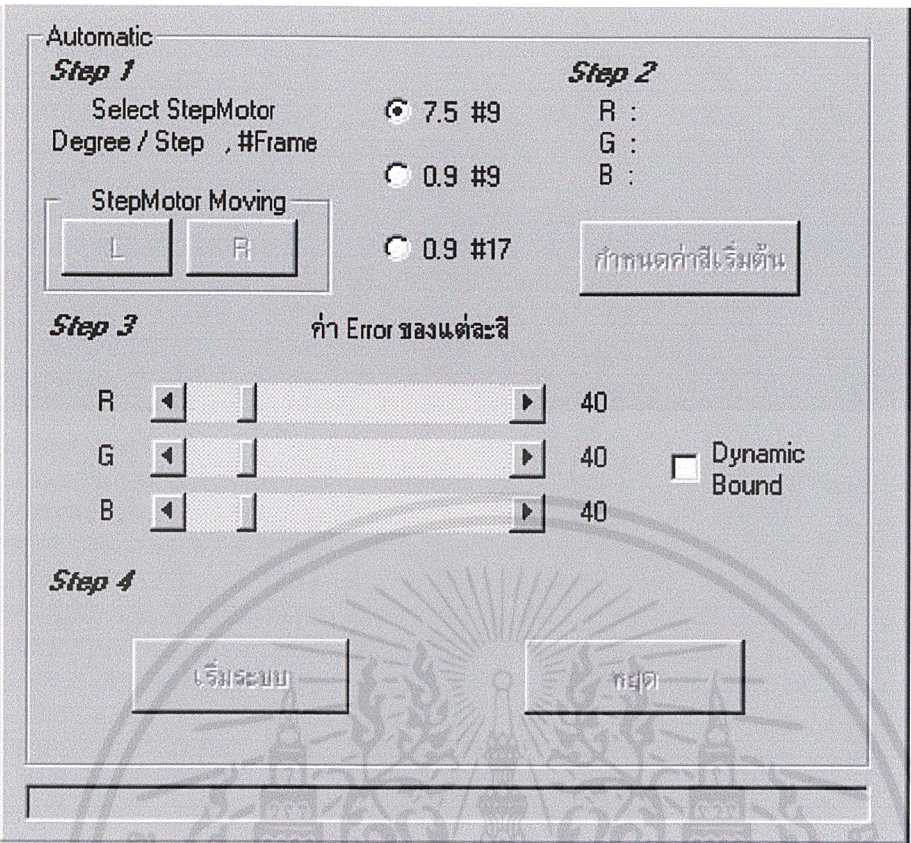 Automatic
Step 1
Select StepMotor
Degree / Step , #Frame
7.5 #9
0.9 #9
0.9 #17
StepMotor Moving
L R
Step 2
R :
G :
B :
กำหนดค่าสีเริ่มต้น
Step 3
ค่า Error ของแต่ละสี
R 40
G 40
B 40
Dynamic
Bound
Step 4
เริ่มระบบ
หยุด